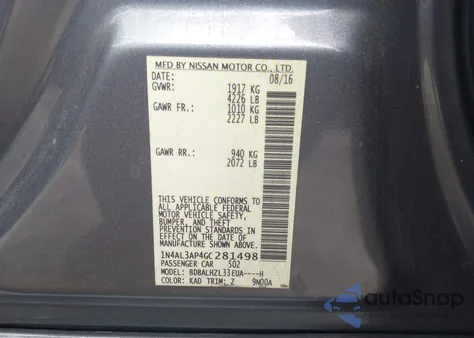 MFD BY NISSAN MOTOR CO., LTD.
DATE: 08/16
GVWR: 1917 KG
4226 LB
GAWR FR.: 1010 KG
2227 LB
GAWR RR.: 940 KG
2072 LB
THIS VEHICLE CONFORMS TO
ALL APPLICABLE FEDERAL
MOTOR VEHICLE SAFETY,
BUMPER, AND THEFT
PREVENTION STANDARDS IN
EFFECT ON THE DATE OF
MANUFACTURE SHOWN ABOVE.
1N4AL3AP4GC281498
PASSENGER CAR 502
MODEL: BDBALHZL33EUA----H
COLOR: KAD TRIM: Z 9N00A
autoSnap